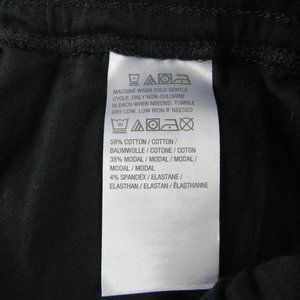 MACHINE WASH COLD GENTLE
CYCLE. ONLY NON-CHLORINE
BLEACH WHEN NEEDED. TUMBLE
DRY LOW. LOW IRON IF NEEDED
58% COTTON / COTTON /
BAUMWOLLE / COTONE / COTON
38% MODAL / MODAL / MODAL /
MODAL / MODAL
4% SPANDEX / ELASTANE /
ELASTHAN / ELASTAN / ÉLASTHANNE